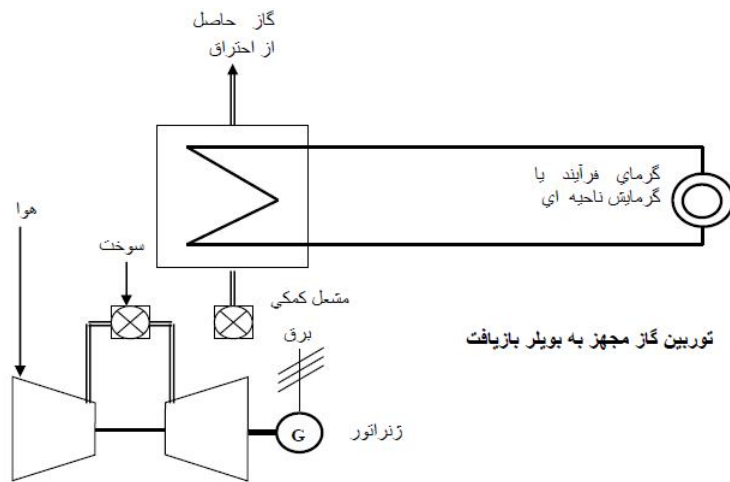 گاز حاصل
از احتراق
گرماي فرآيند يا
گرمايش ناحيه اي
هوا
سوخت
مشعل كمكي
برق
توربين گاز مجهز به بويلر بازيافت
G
ژنراتور